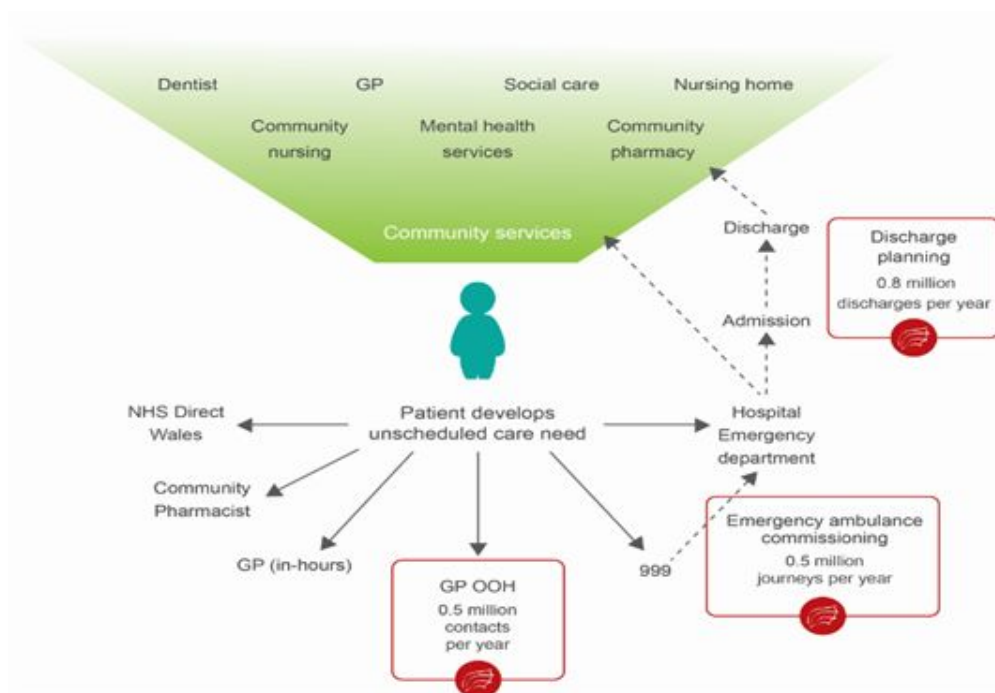 Dentist
GP
Social care
Nursing home
Community
nursing
Mental health
services
Community
pharmacy
Community services
Discharge
Discharge
planning
0.8 million
discharges per year
Admission
NHS Direct
Wales
Patient develops
unscheduled care need
Hospital
Emergency
department
Community
Pharmacist
GP (in-hours)
GP OOH
0.5 million
contacts
per year
999
Emergency ambulance
commissioning
0.5 million
journeys per year